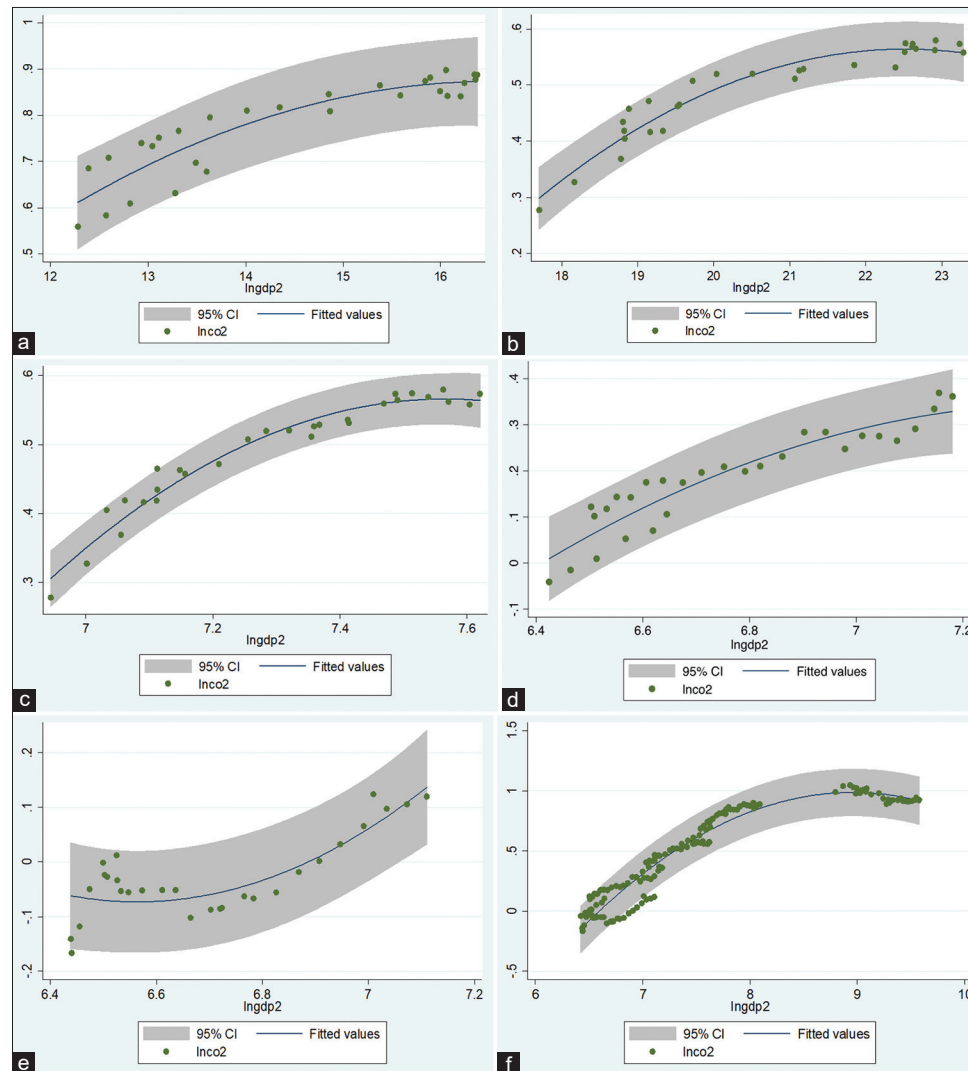 1
.9
.8
.7
.6
.5
12 13 14 15 16
lngdp2
95% CI Fitted values
lnco2
a
.6
.5
.4
.3
.2
18 19 20 21 22 23
lngdp2
95% CI Fitted values
lnco2
b
.6
.5
.4
.3
7 7.2 7.4 7.6
lngdp2
95% CI Fitted values
lnco2
c
.4
.3
.2
.1
0
-.1
6.4 6.6 6.8 7 7.2
lngdp2
95% CI Fitted values
lnco2
d
.2
.1
0
-.1
-.2
6.4 6.6 6.8 7 7.2
lngdp2
95% CI Fitted values
lnco2
e
1.5
1
.5
0
-.5
6 7 8 9 10
lngdp2
95% CI Fitted values
lnco2
f